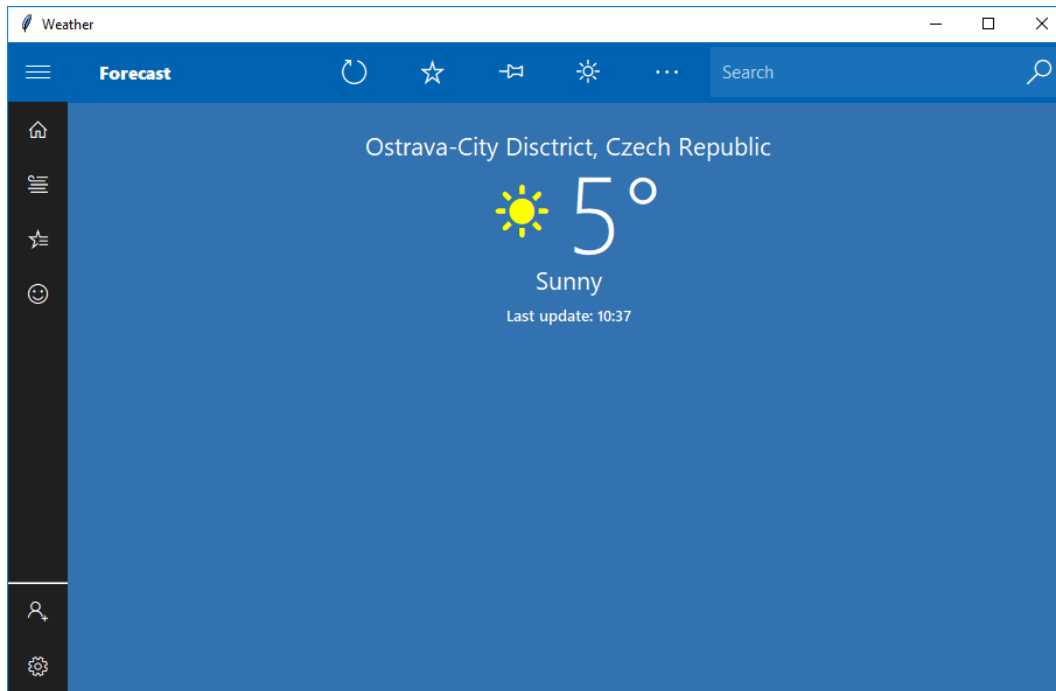 Weather
Forecast
Search
Ostrava-City Disctrict, Czech Republic
5°
Sunny
Last update: 10:37